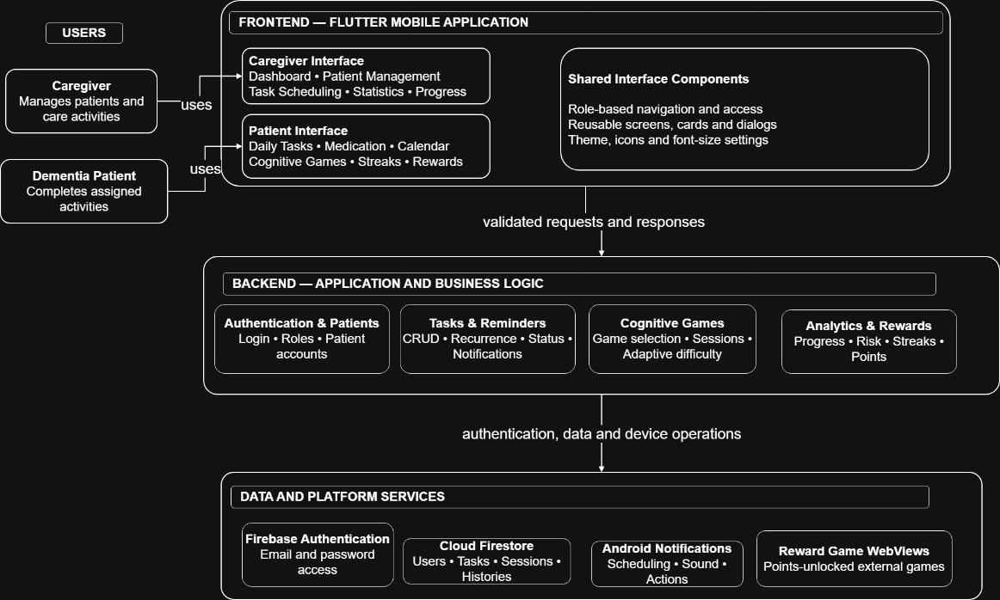 USERS
Caregiver
Manages patients and
care activities
uses
Dementia Patient
Completes assigned
activities
uses
FRONTEND — FLUTTER MOBILE APPLICATION
Caregiver Interface
Dashboard • Patient Management
Task Scheduling • Statistics • Progress
Patient Interface
Daily Tasks • Medication • Calendar
Cognitive Games • Streaks • Rewards
Shared Interface Components
Role-based navigation and access
Reusable screens, cards and dialogs
Theme, icons and font-size settings
validated requests and responses
BACKEND — APPLICATION AND BUSINESS LOGIC
Authentication & Patients
Login • Roles • Patient
accounts
Tasks & Reminders
CRUD • Recurrence • Status •
Notifications
Cognitive Games
Game selection • Sessions •
Adaptive difficulty
Analytics & Rewards
Progress • Risk • Streaks •
Points
authentication, data and device operations
DATA AND PLATFORM SERVICES
Firebase Authentication
Email and password
access
Cloud Firestore
Users • Tasks • Sessions •
Histories
Android Notifications
Scheduling • Sound •
Actions
Reward Game WebViews
Points-unlocked external games